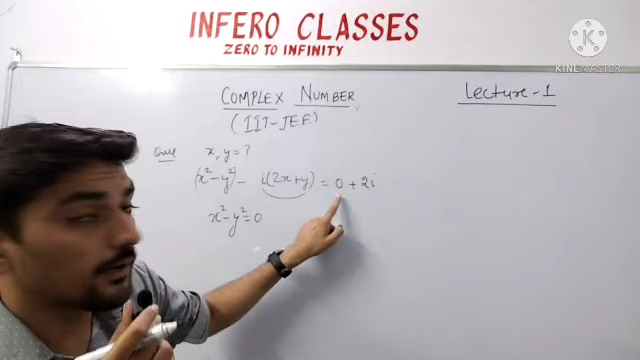 INFERO CLASSES
ZERO TO INFINITY
KINEMASTER
COMPLEX NUMBER
Lecture-1
(IIT-JEE)
Ques x, y = ?
(x²-y²) - i(2x+y) = 0 + 2i
x²-y²=0